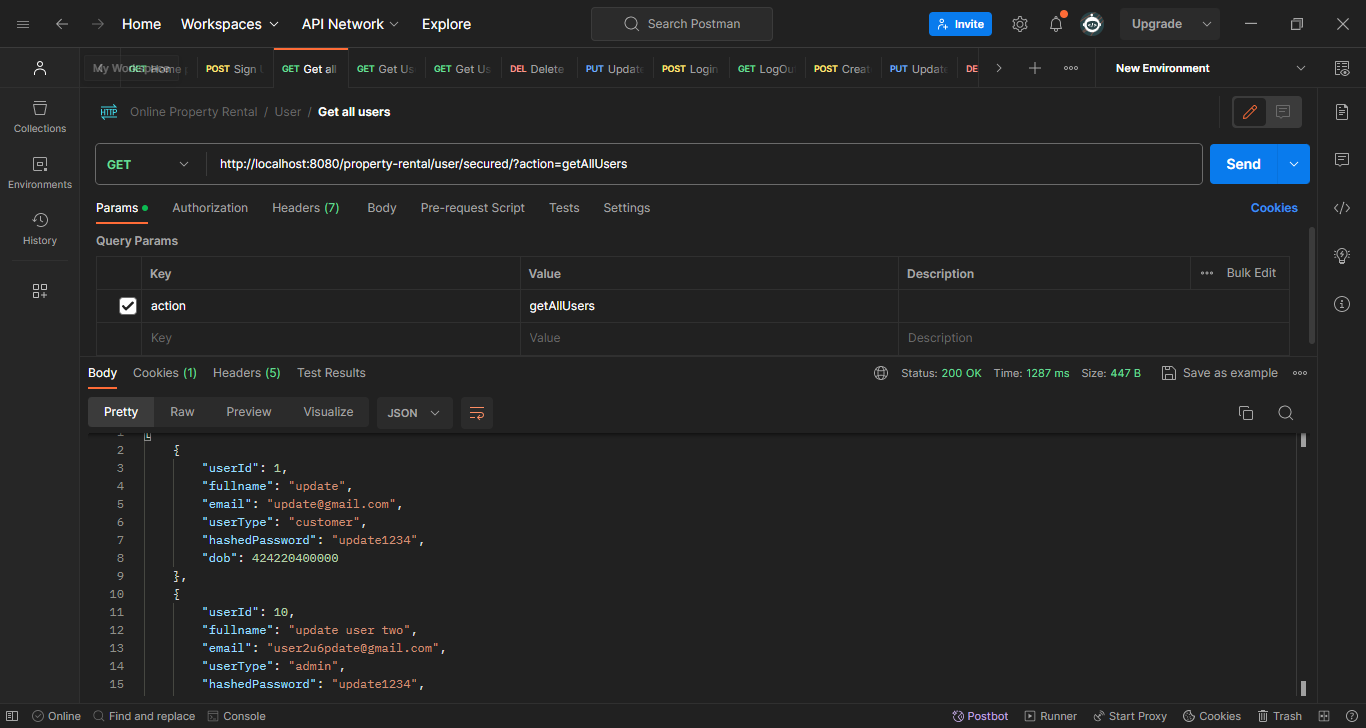 Home Workspaces API Network Explore Search Postman Invite Upgrade
My Workspace GET Home POST Sign GET Get all GET Get Us GET Get Us DEL Delete PUT Update POST Login GET LogOu POST Creat PUT Update DE New Environment
Collections
Environments
History
HTTP Online Property Rental / User / Get all users
GET http://localhost:8080/property-rental/user/secured/?action=getAllUsers Send
Params Authorization Headers (7) Body Pre-request Script Tests Settings Cookies
Query Params
Key Value Description Bulk Edit
action getAllUsers
Key Value Description
Body Cookies (1) Headers (5) Test Results Status: 200 OK Time: 1287 ms Size: 447 B Save as example
Pretty Raw Preview Visualize JSON
1 [
2 {
3 "userId": 1,
4 "fullname": "update",
5 "email": "update@gmail.com",
6 "userType": "customer",
7 "hashedPassword": "update1234",
8 "dob": 424220400000
9 },
10 {
11 "userId": 10,
12 "fullname": "update user two",
13 "email": "user2u6pdate@gmail.com",
14 "userType": "admin",
15 "hashedPassword": "update1234",
Online Find and replace Console Postbot Runner Start Proxy Cookies Trash